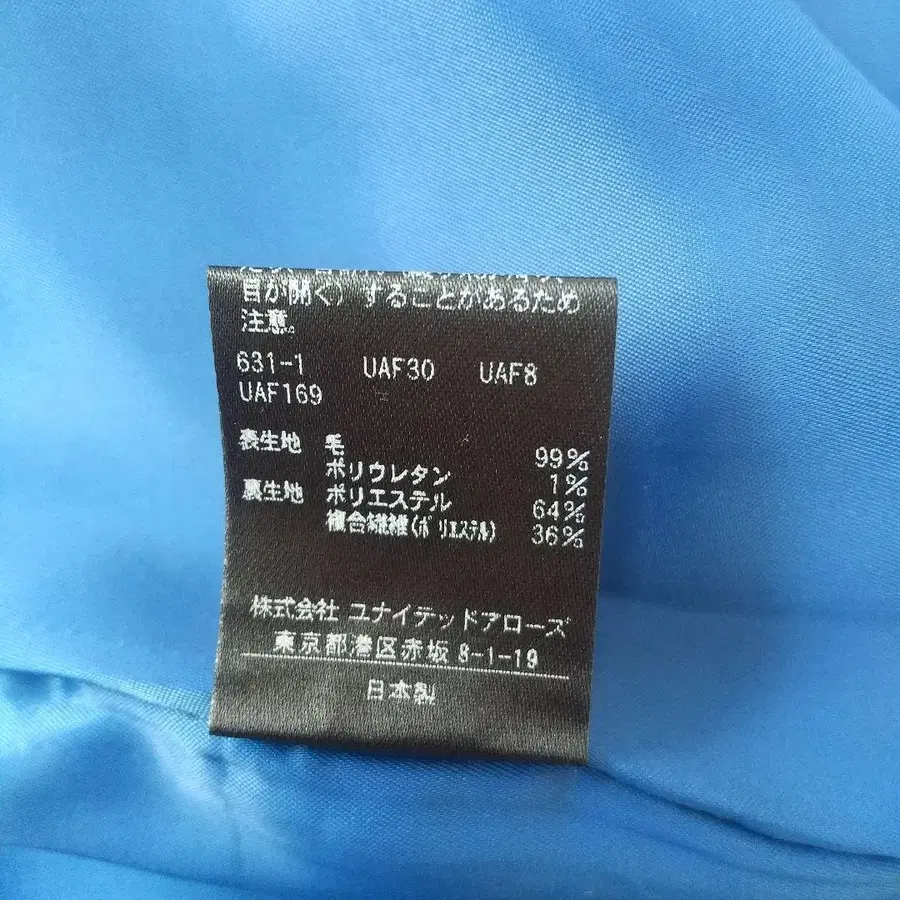 目が開く）することがあるため
注意。
631-1 UAF30 UAF8
UAF169
表生地 毛 99%
ポリウレタン 1%
裏生地 ポリエステル 64%
複合繊維(ポリエステル) 36%
株式会社 ユナイテッドアローズ
東京都港区赤坂 8-1-19
日本製